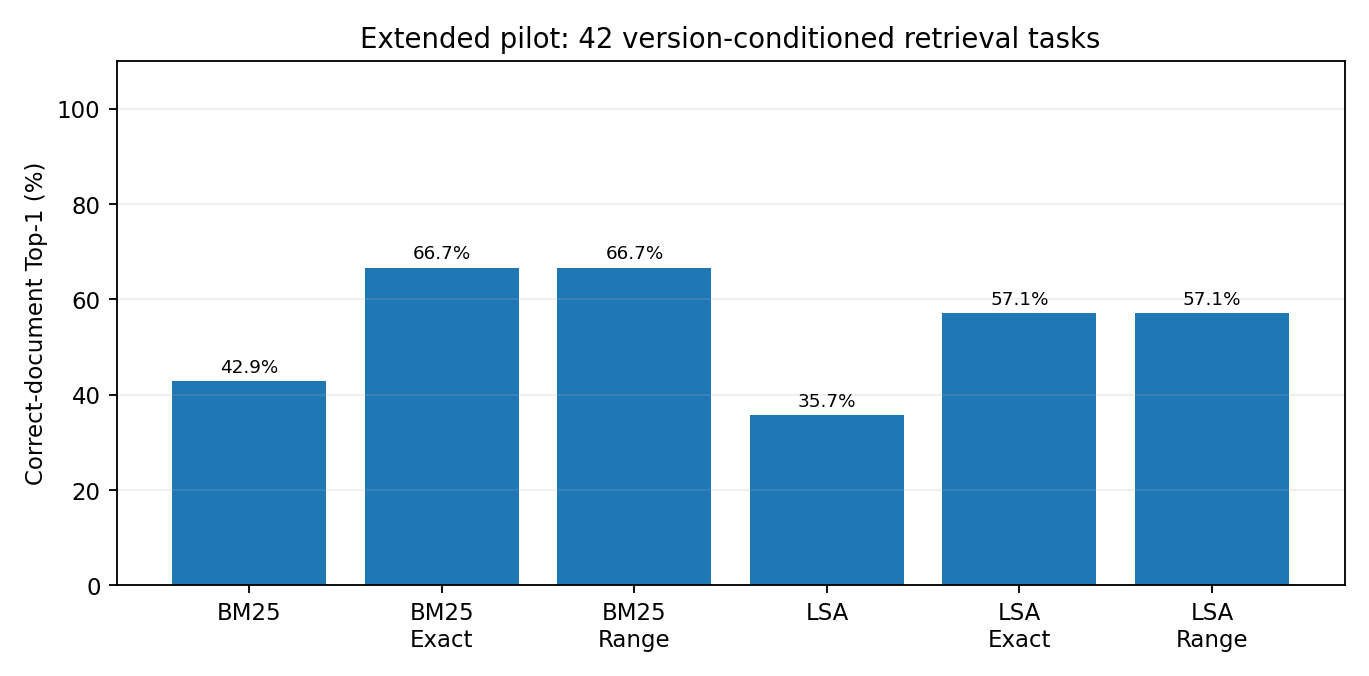 Extended pilot: 42 version-conditioned retrieval tasks
Correct-document Top-1 (%)
100
80
60
40
20
0
42.9%
66.7%
66.7%
35.7%
57.1%
57.1%
BM25
BM25
Exact
BM25
Range
LSA
LSA
Exact
LSA
Range